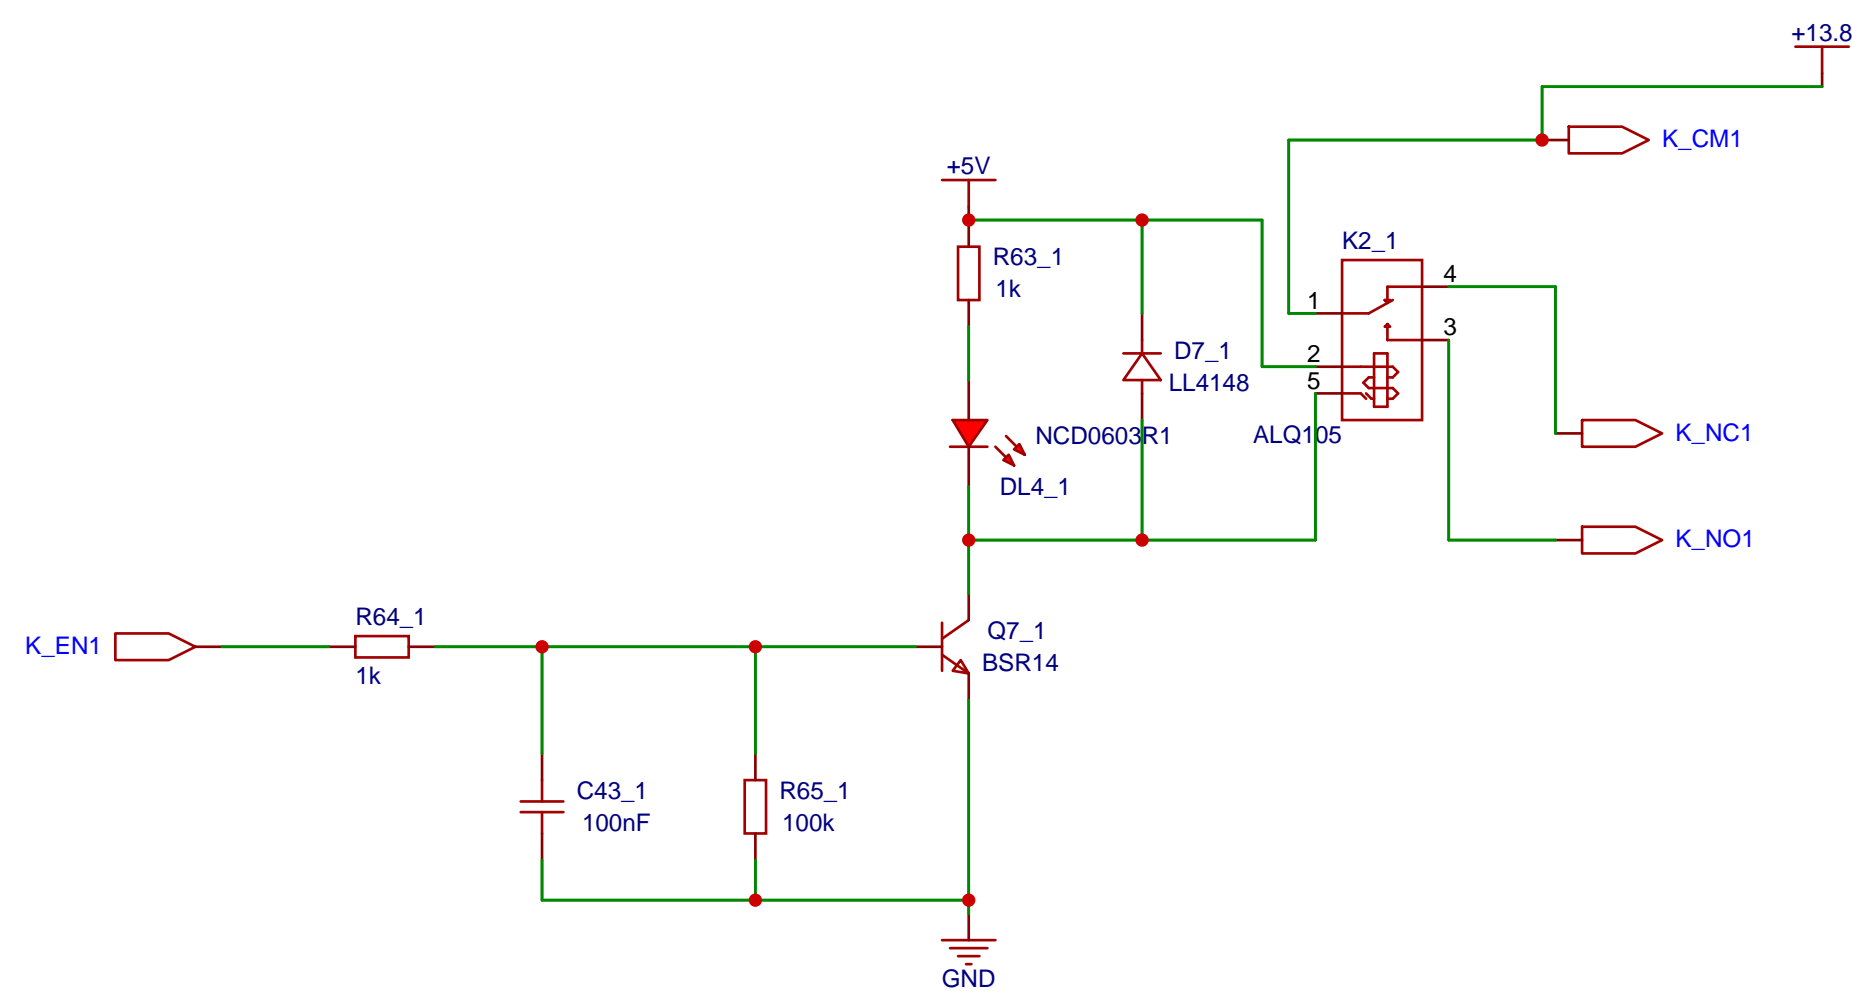 +13.8
K_CM1
+5V
K2_1
R63_1
1k
4
1
3
D7_1
LL4148
2
5
NCD0603R1
ALQ105
K_NC1
DL4_1
K_NO1
R64_1
K_EN1
1k
Q7_1
BSR14
C43_1
100nF
R65_1
100k
GND